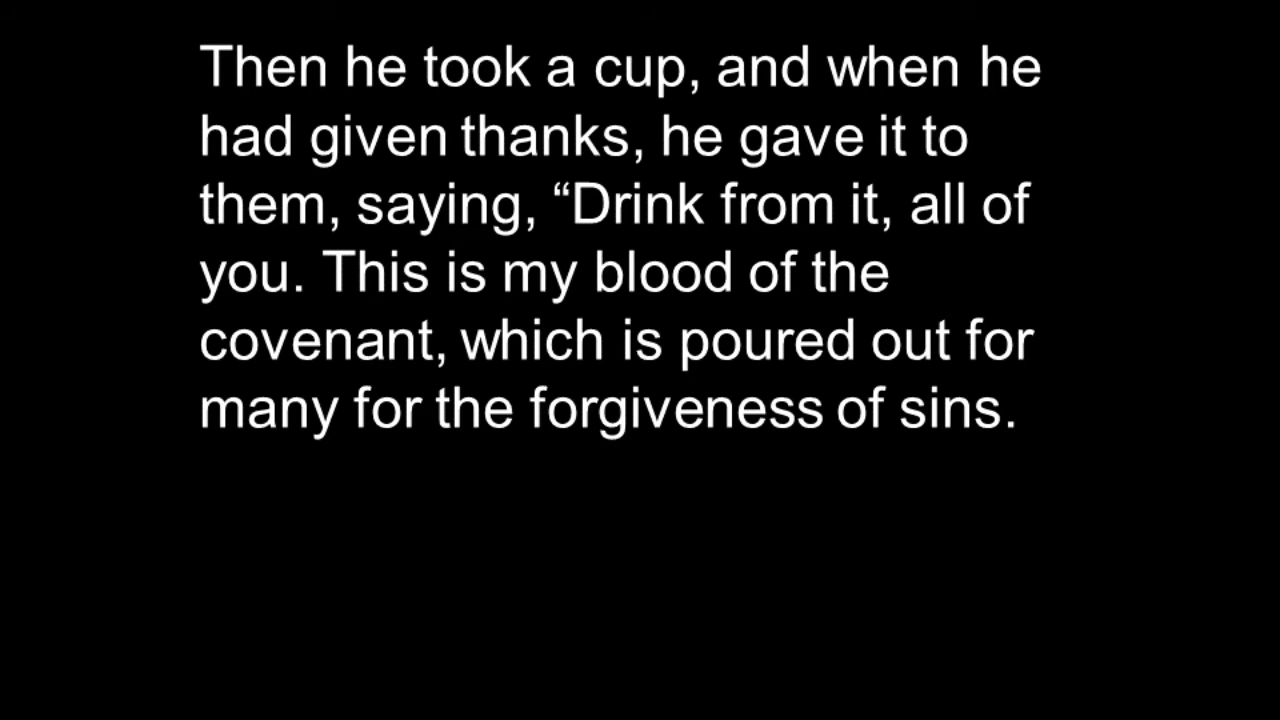 Then he took a cup, and when he
had given thanks, he gave it to
them, saying, “Drink from it, all of
you. This is my blood of the
covenant, which is poured out for
many for the forgiveness of sins.